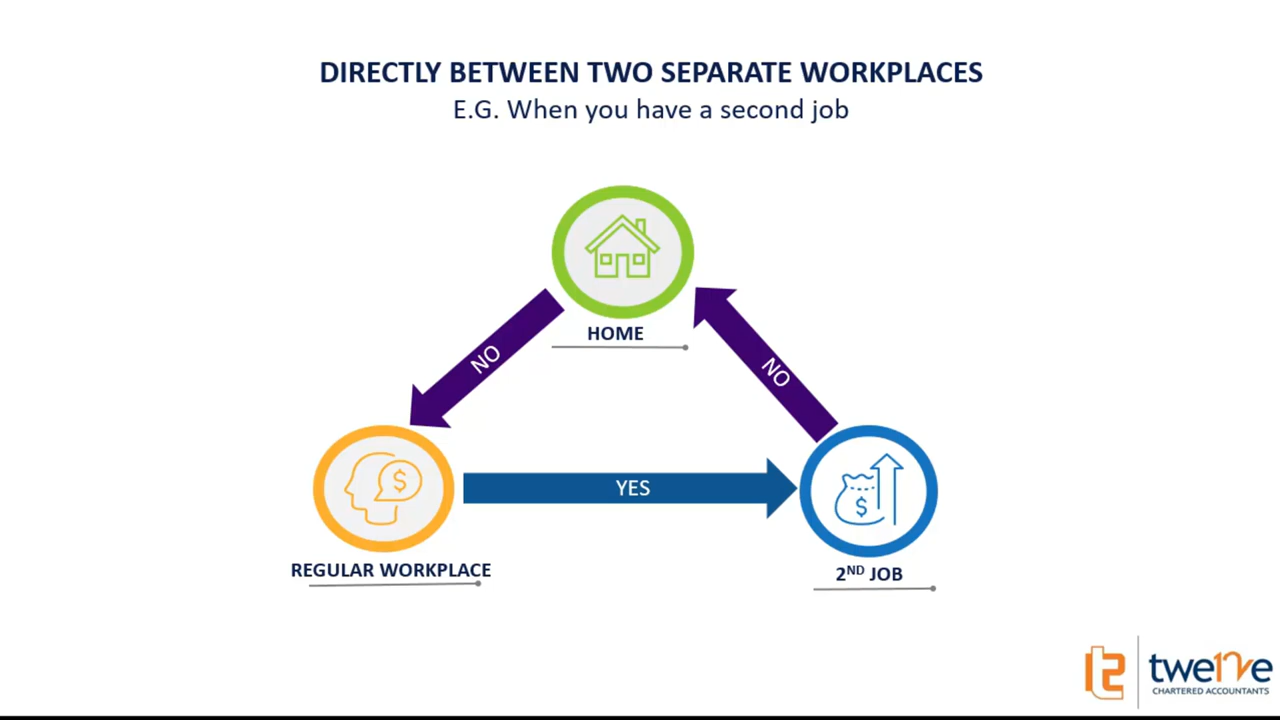 DIRECTLY BETWEEN TWO SEPARATE WORKPLACES
E.G. When you have a second job
HOME
NO
NO
$
YES
$
REGULAR WORKPLACE
2ND JOB
twe12ve
CHARTERED ACCOUNTANTS